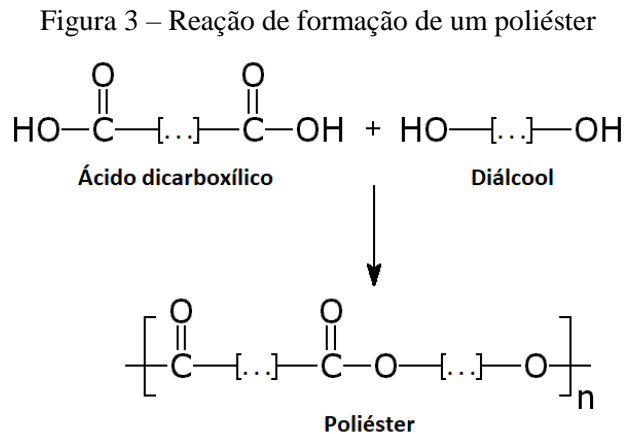 Figura 3 – Reação de formação de um poliéster
O O
HO—C—[...]—C—OH + HO—[...]—OH
Ácido dicarboxílico Diálcool
O O
C—[...]—C—O—[...]—O
n
Poliéster